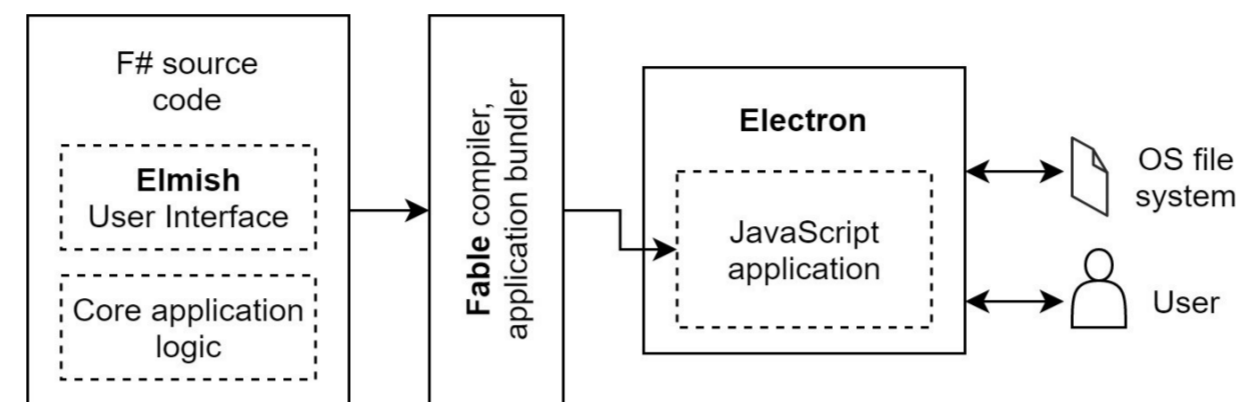 F# source
code
Elmish
User Interface
Core application
logic
Fable compiler,
application bundler
Electron
JavaScript
application
OS file
system
User